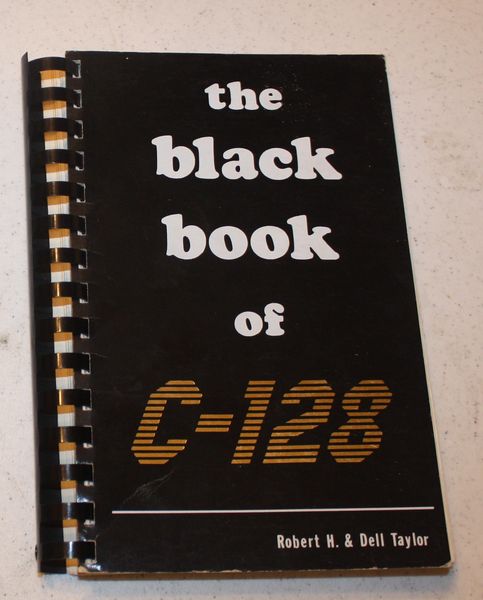 the
black
book
of
C-128
Robert H. & Dell Taylor